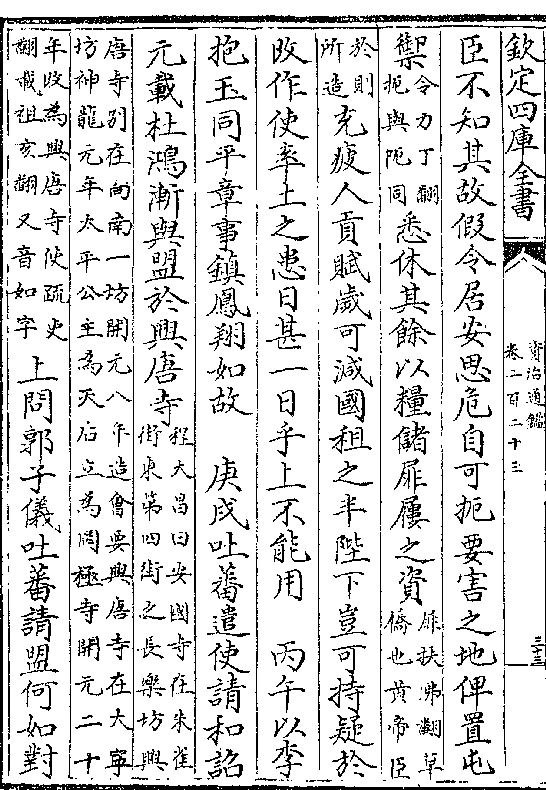 欽定四庫全書
資治通鑑
卷二百二十三
三十三
臣不知其故假令居安思危自可扼要害之地俾置屯
禦令力丁翻扼與阨同悉休其餘以糧儲扉屨之資扉扶沸翻草僑也黄帝臣
於則所造充疲人貢賦歲可減國租之半陛下豈可持疑於
改作使率土之患日甚一日乎上不能用　丙午以李
抱玉同平章事鎮鳳翔如故　庚戌吐蕃遣使請和詔
元載杜鴻漸與盟於興唐寺程大昌曰安國寺在朱雀街東第四街之長樂坊興
唐寺别在向南一坊開元八年造會要興唐寺在大寧坊神龍元年太平公主為天后立為罔極寺開元二十
年改為興唐寺使疏吏翻載祖亥翻又音如字上問郭子儀吐蕃請盟何如對